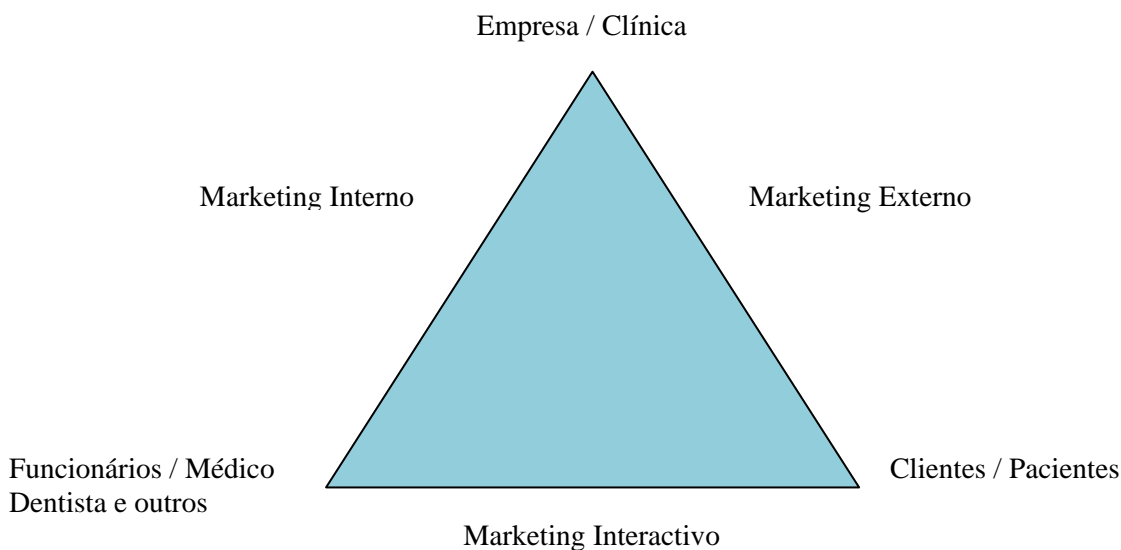 Empresa / Clínica
Marketing Interno
Marketing Externo
Funcionários / Médico
Dentista e outros
Clientes / Pacientes
Marketing Interactivo